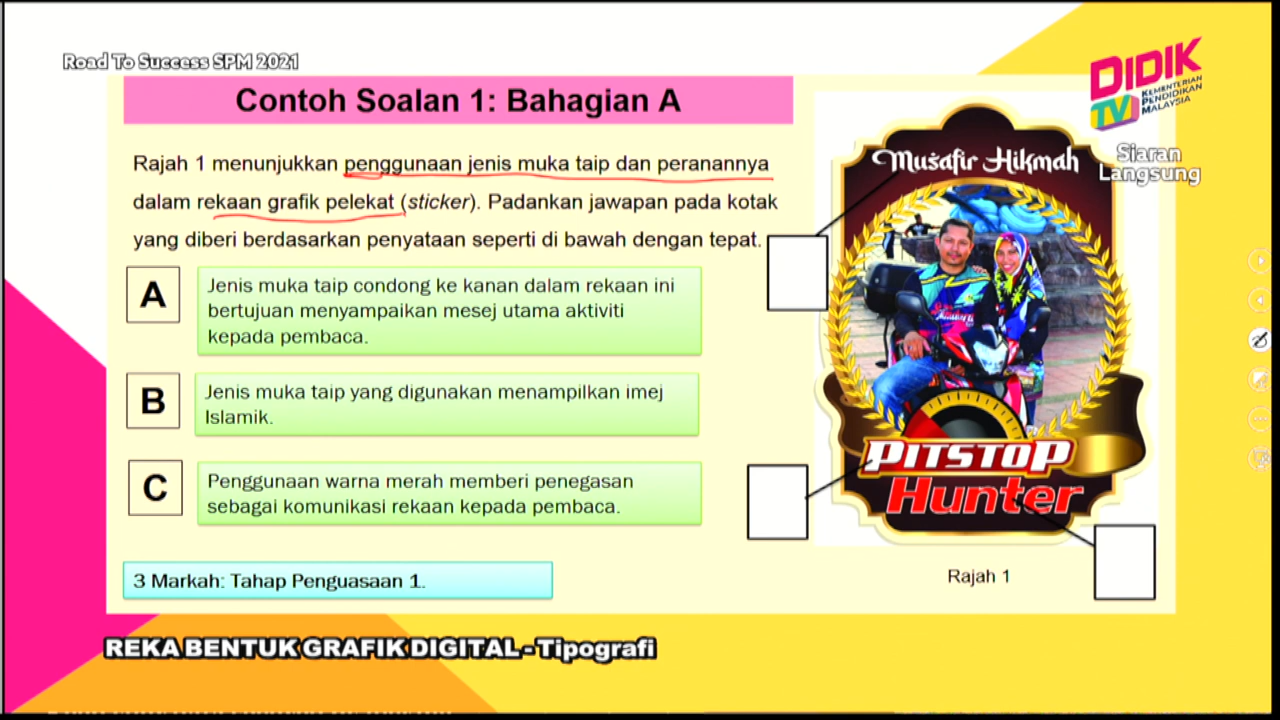 Road To Success SPM 2021
DIDIK
TV
KEMENTERIAN
PENDIDIKAN
MALAYSIA
Siaran
Langsung
Contoh Soalan 1: Bahagian A
Rajah 1 menunjukkan penggunaan jenis muka taip dan peranannya
dalam rekaan grafik pelekat (sticker). Padankan jawapan pada kotak
yang diberi berdasarkan penyataan seperti di bawah dengan tepat.
A
Jenis muka taip condong ke kanan dalam rekaan ini
bertujuan menyampaikan mesej utama aktiviti
kepada pembaca.
B
Jenis muka taip yang digunakan menampilkan imej
Islamik.
C
Penggunaan warna merah memberi penegasan
sebagai komunikasi rekaan kepada pembaca.
3 Markah: Tahap Penguasaan 1.
Musafir Hikmah
PITSTOP
Hunter
Rajah 1
REKA BENTUK GRAFIK DIGITAL - Tipografi